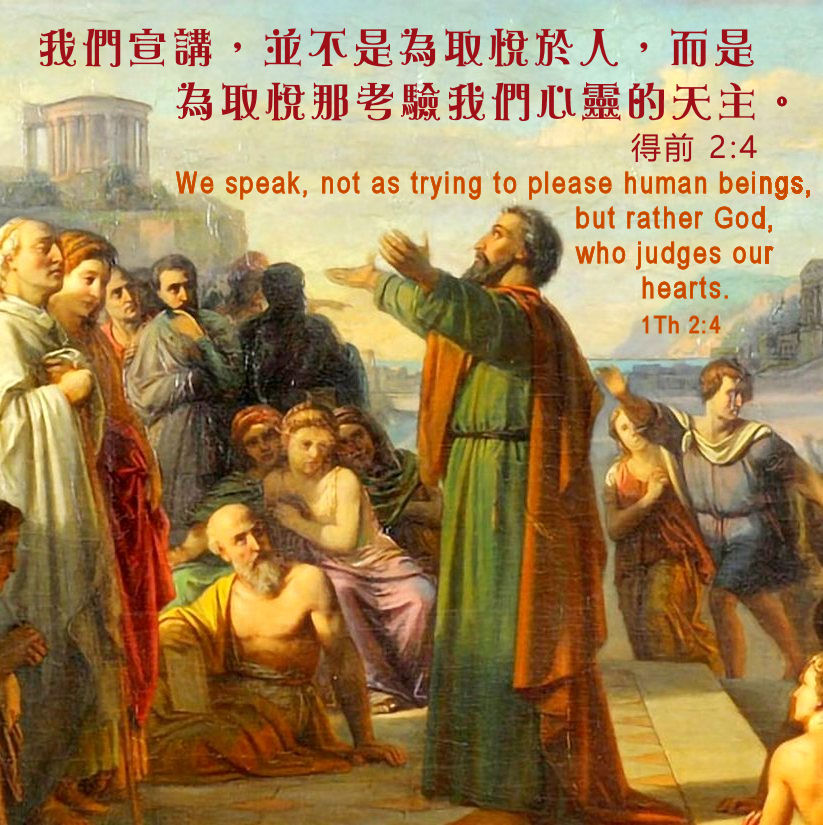 我們宣講，並不是為取悅於人，而是
為取悅那考驗我們心靈的天主。
得前 2:4
We speak, not as trying to please human beings,
but rather God,
who judges our
hearts.
1Th 2:4